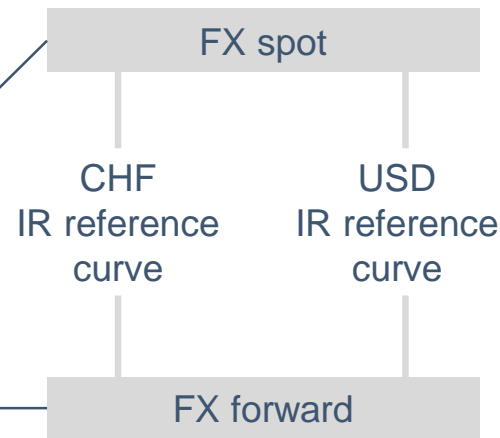 FX spot
CHF
IR reference
curve
USD
IR reference
curve
FX forward